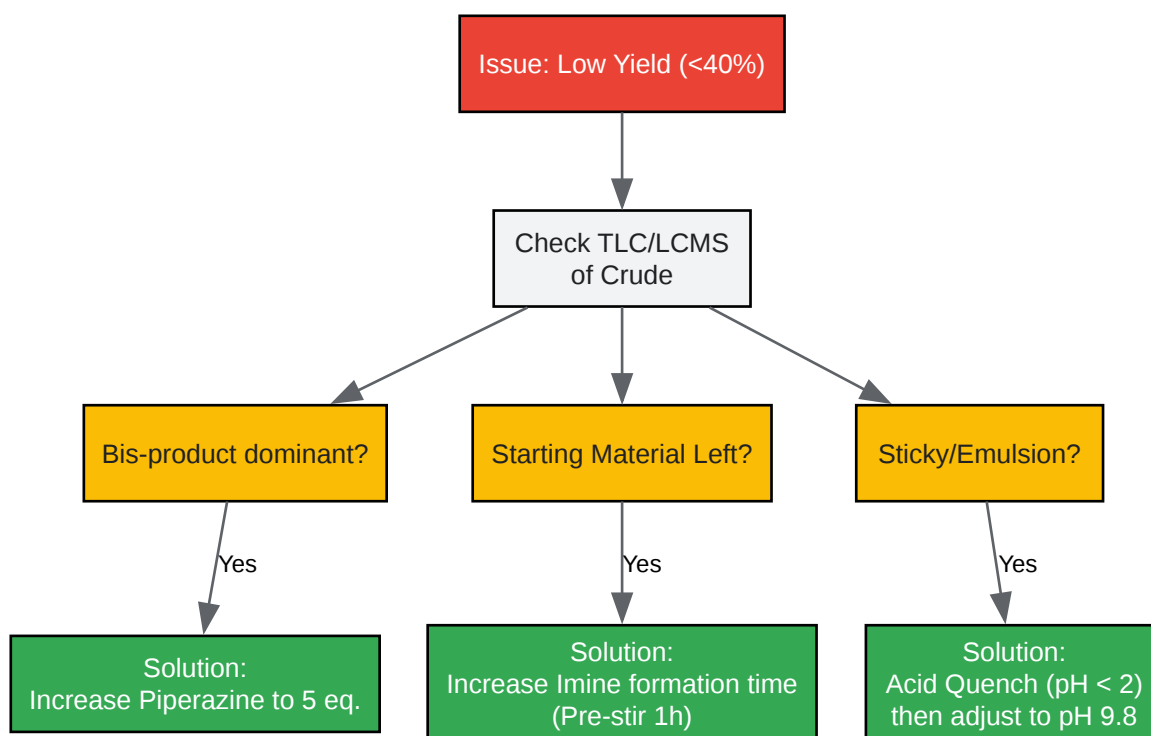 Issue: Low Yield (<40%)
Check TLC/LCMS
of Crude
Bis-product dominant?
Starting Material Left?
Sticky/Emulsion?
Yes
Yes
Yes
Solution:
Increase Piperazine to 5 eq.
Solution:
Increase Imine formation time
(Pre-stir 1h)
Solution:
Acid Quench (pH < 2)
then adjust to pH 9.8